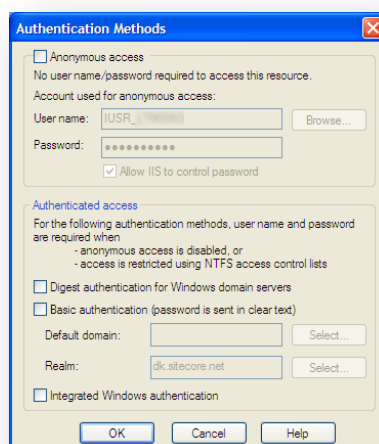 Authentication Methods
Anonymous access
No user name/password required to access this resource.
Account used for anonymous access:
User name: IUSR_ Browse...
Password: ●●●●●●●●●●
Allow IIS to control password
Authenticated access
For the following authentication methods, user name and password
are required when
- anonymous access is disabled, or
- access is restricted using NTFS access control lists
Digest authentication for Windows domain servers
Basic authentication (password is sent in clear text)
Default domain: Select...
Realm: dk.sitecore.net Select...
Integrated Windows authentication
OK Cancel Help